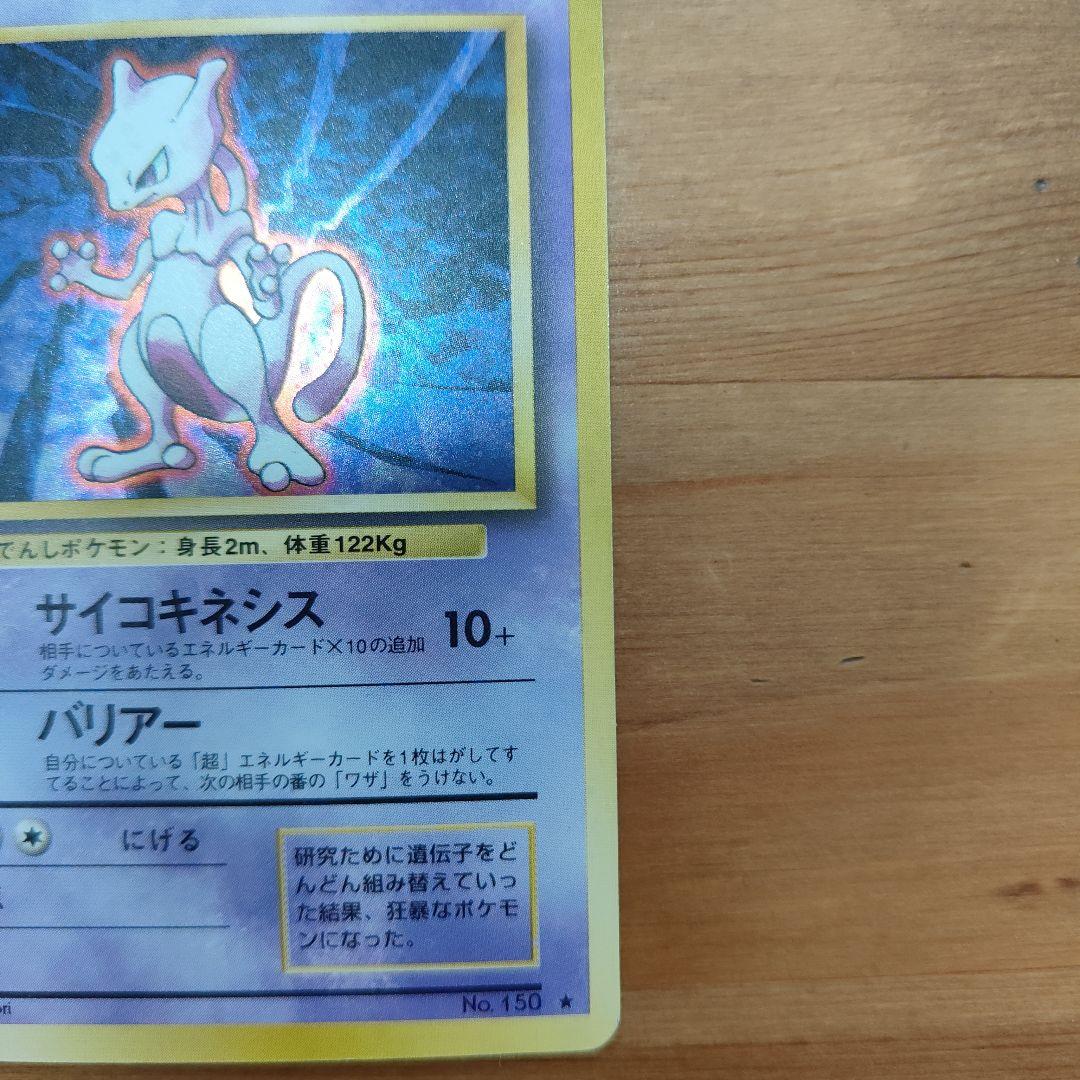 でんしポケモン：身長2m、体重122Kg
サイコキネシス 10+
相手についているエネルギーカード×10の追加
ダメージをあたえる。
バリアー
自分についている「超」エネルギーカードを1枚はがしてす
てることによって、次の相手の番の「ワザ」をうけない。
にげる
研究ために遺伝子をど
んどん組み替えていっ
た結果、狂暴なポケモ
ンになった。
ori No. 150 ★